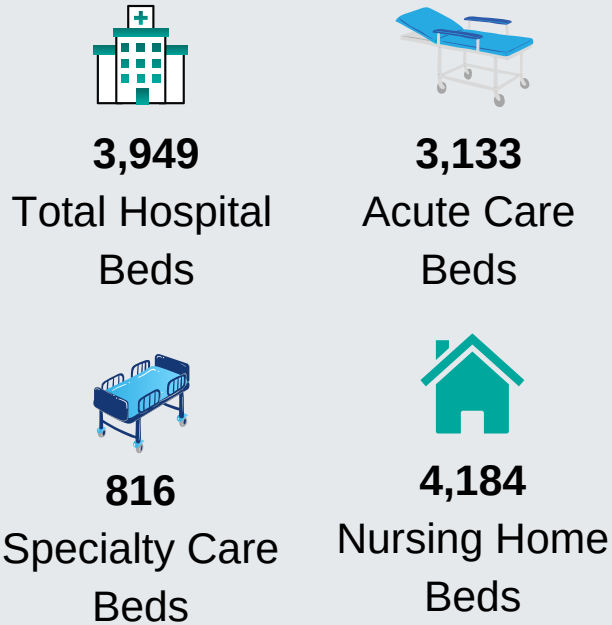 3,949
Total Hospital
Beds
3,133
Acute Care
Beds
816
Specialty Care
Beds
4,184
Nursing Home
Beds